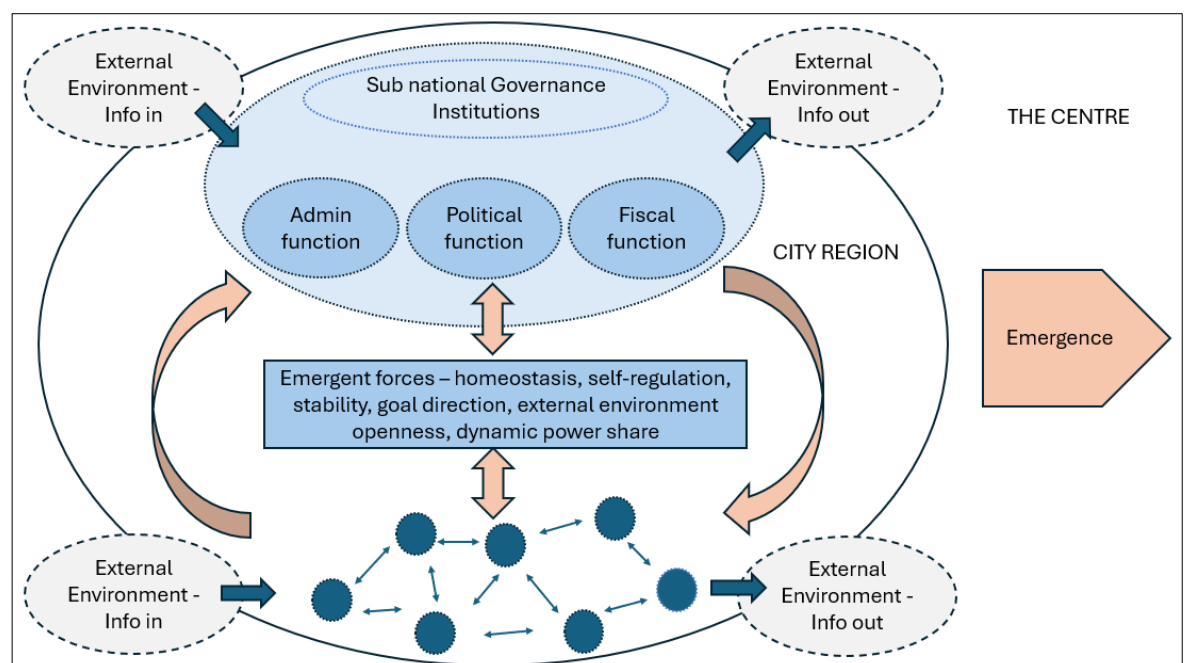 External
Environment -
Info in
Sub national Governance
Institutions
External
Environment -
Info out
THE CENTRE
Admin
function
Political
function
Fiscal
function
CITY REGION
Emergence
Emergent forces – homeostasis, self-regulation,
stability, goal direction, external environment
openness, dynamic power share
External
Environment -
Info in
External
Environment -
Info out